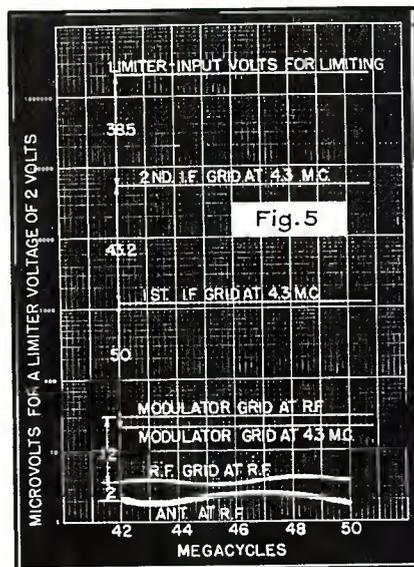 LIMITER-INPUT VOLTS FOR LIMITING
38.5
2ND. I.F. GRID AT 4.3 M.C.
Fig.5
43.2
1 ST. I.F. GRID AT 4.3 M.C.
50
MODULATOR GRID AT R.F.
MODULATOR GRID AT 4.3 M.C.
R.F. GRID AT R.F.
2
ANT. AT R.F.
42 44 46 48 50
MEGACYCLES
MICROVOLTS FOR A LIMITER VOLTAGE OF 2 VOLTS